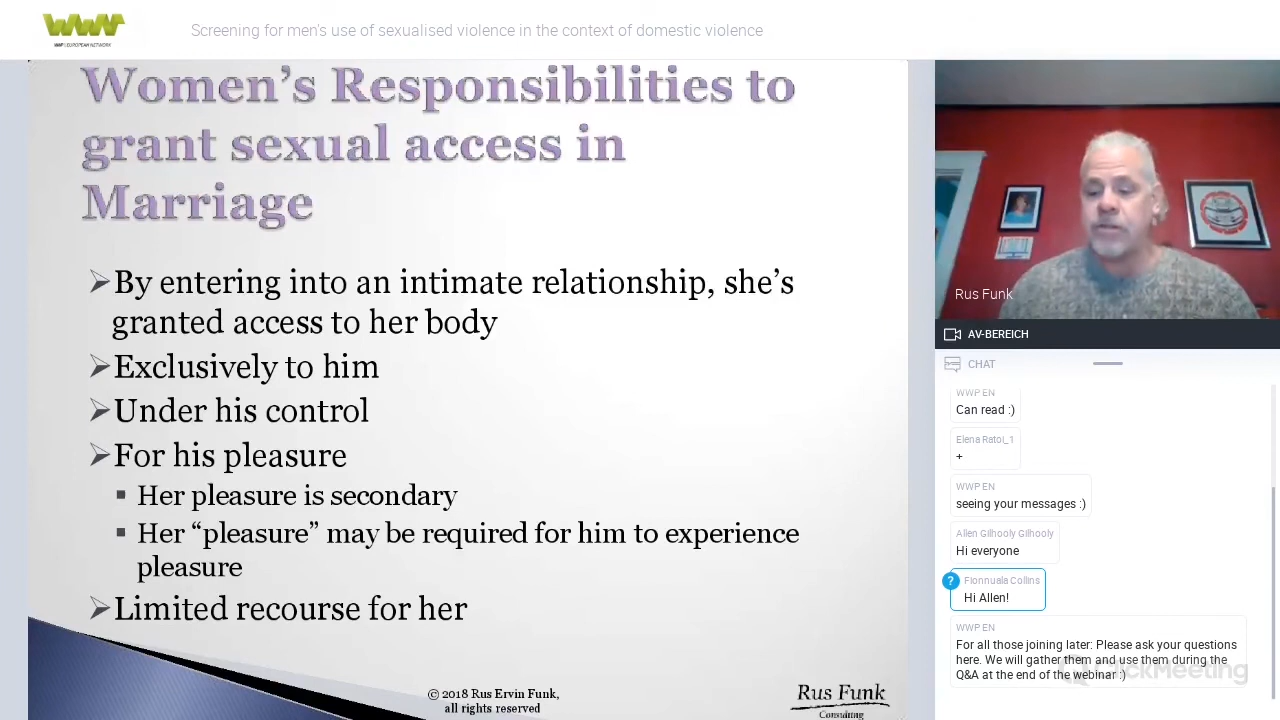 WWP
WWP | EUROPEAN NETWORK
Screening for men's use of sexualised violence in the context of domestic violence
Women's Responsibilities to
grant sexual access in
Marriage
➢By entering into an intimate relationship, she's
granted access to her body
➢Exclusively to him
➢Under his control
➢For his pleasure
▪ Her pleasure is secondary
▪ Her “pleasure” may be required for him to experience
pleasure
➢Limited recourse for her
© 2018 Rus Ervin Funk,
all rights reserved
Rus Funk
Consulting
Rus Funk
AV-BEREICH
CHAT
WWP EN
Can read :)
Elena Ratoi_1
+
WWP EN
seeing your messages :)
Allen Gilhooly Gilhooly
Hi everyone
?
Fionnuala Collins
Hi Allen!
WWP EN
For all those joining later: Please ask your questions
here. We will gather them and use them during the
Q&A at the end of the webinar :)
ClickMeeting